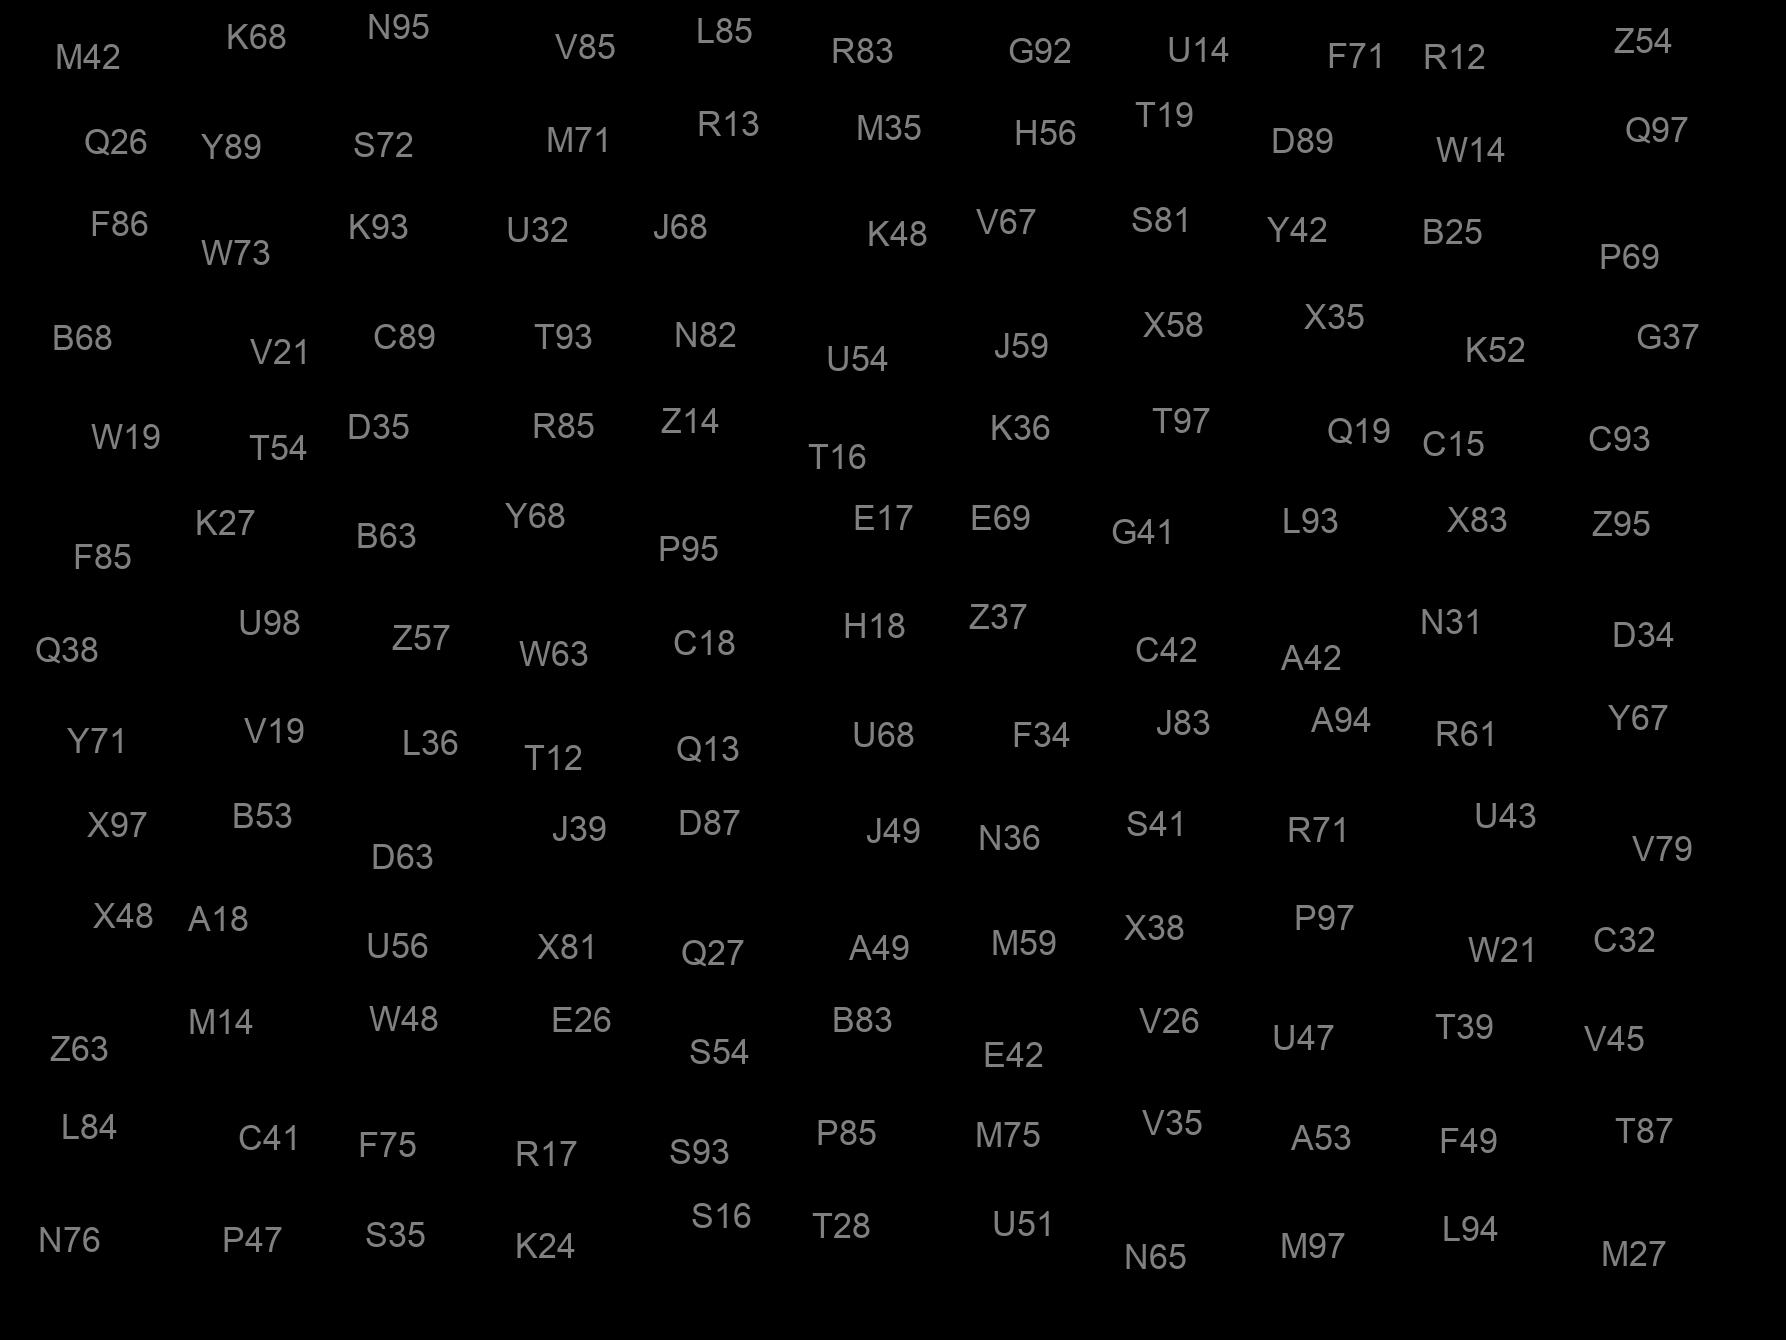 M42 K68 N95 V85 L85 R83 G92 U14 F71 R12 Z54
Q26 Y89 S72 M71 R13 M35 H56 T19 D89 W14 Q97
F86 W73 K93 U32 J68 K48 V67 S81 Y42 B25 P69
B68 V21 C89 T93 N82 U54 J59 X58 X35 K52 G37
W19 T54 D35 R85 Z14 T16 K36 T97 Q19 C15 C93
F85 K27 B63 Y68 P95 E17 E69 G41 L93 X83 Z95
Q38 U98 Z57 W63 C18 H18 Z37 C42 A42 N31 D34
Y71 V19 L36 T12 Q13 U68 F34 J83 A94 R61 Y67
X97 B53 D63 J39 D87 J49 N36 S41 R71 U43 V79
X48 A18 U56 X81 Q27 A49 M59 X38 P97 W21 C32
Z63 M14 W48 E26 S54 B83 E42 V26 U47 T39 V45
L84 C41 F75 R17 S93 P85 M75 V35 A53 F49 T87
N76 P47 S35 K24 S16 T28 U51 N65 M97 L94 M27